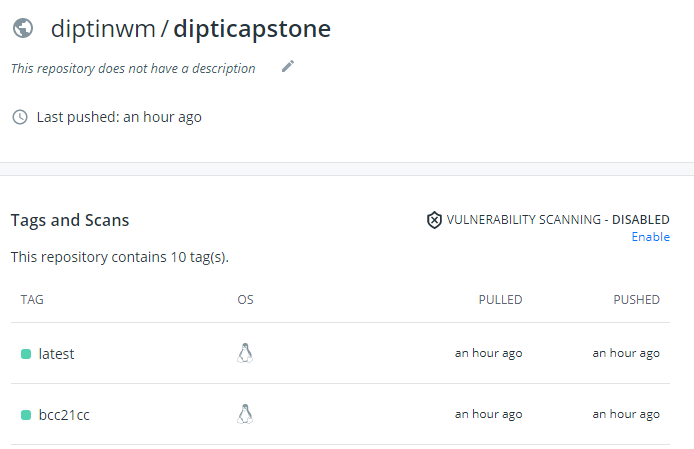 diptinwm / dipticapstone
This repository does not have a description
Last pushed: an hour ago
Tags and Scans
VULNERABILITY SCANNING - DISABLED
Enable
This repository contains 10 tag(s).
TAG OS PULLED PUSHED
latest an hour ago an hour ago
bcc21cc an hour ago an hour ago